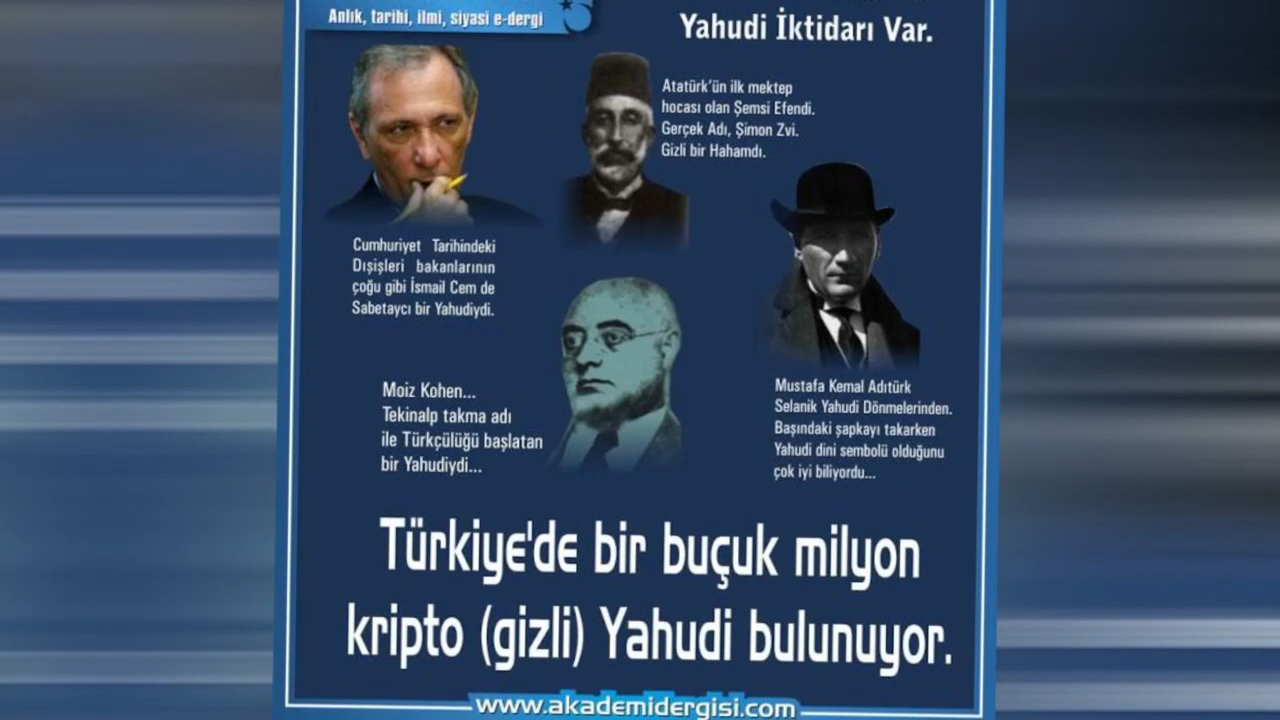 Anlık, tarihi, ilmi, siyasi e-dergi
Yahudi İktidarı Var.
Atatürk'ün ilk mektep
hocası olan Şemsi Efendi.
Gerçek Adı, Şimon Zvi.
Gizli bir Hahamdı.
Cumhuriyet Tarihindeki
Dışişleri bakanlarının
çoğu gibi İsmail Cem de
Sabetaycı bir Yahudiydi.
Moiz Kohen...
Tekinalp takma adı
ile Türkçülüğü başlatan
bir Yahudiydi...
Mustafa Kemal Adıtürk
Selanik Yahudi Dönmelerinden.
Başındaki şapkayı takarken
Yahudi dini sembolü olduğunu
çok iyi biliyordu...
Türkiye'de bir buçuk milyon
kripto (gizli) Yahudi bulunuyor.
www.akademidergisi.com